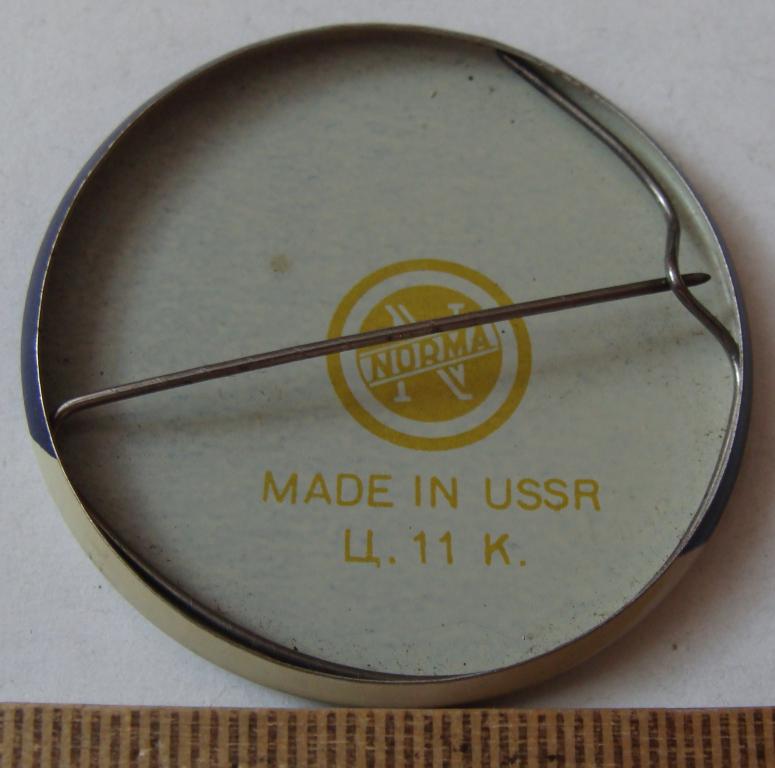 N
NORMA
MADE IN USSR
Ц. 11 К.